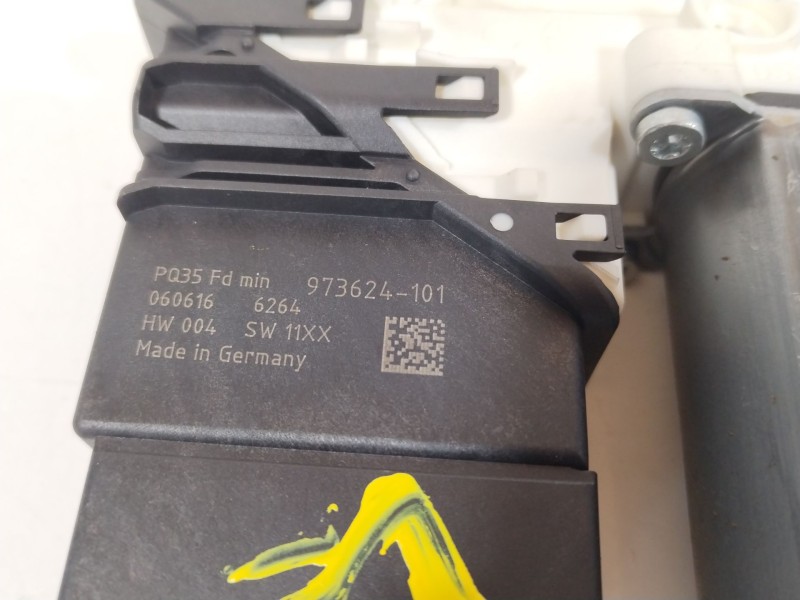 PQ35 Fd min 973624-101
060616 6264
HW 004 SW 11XX
Made in Germany